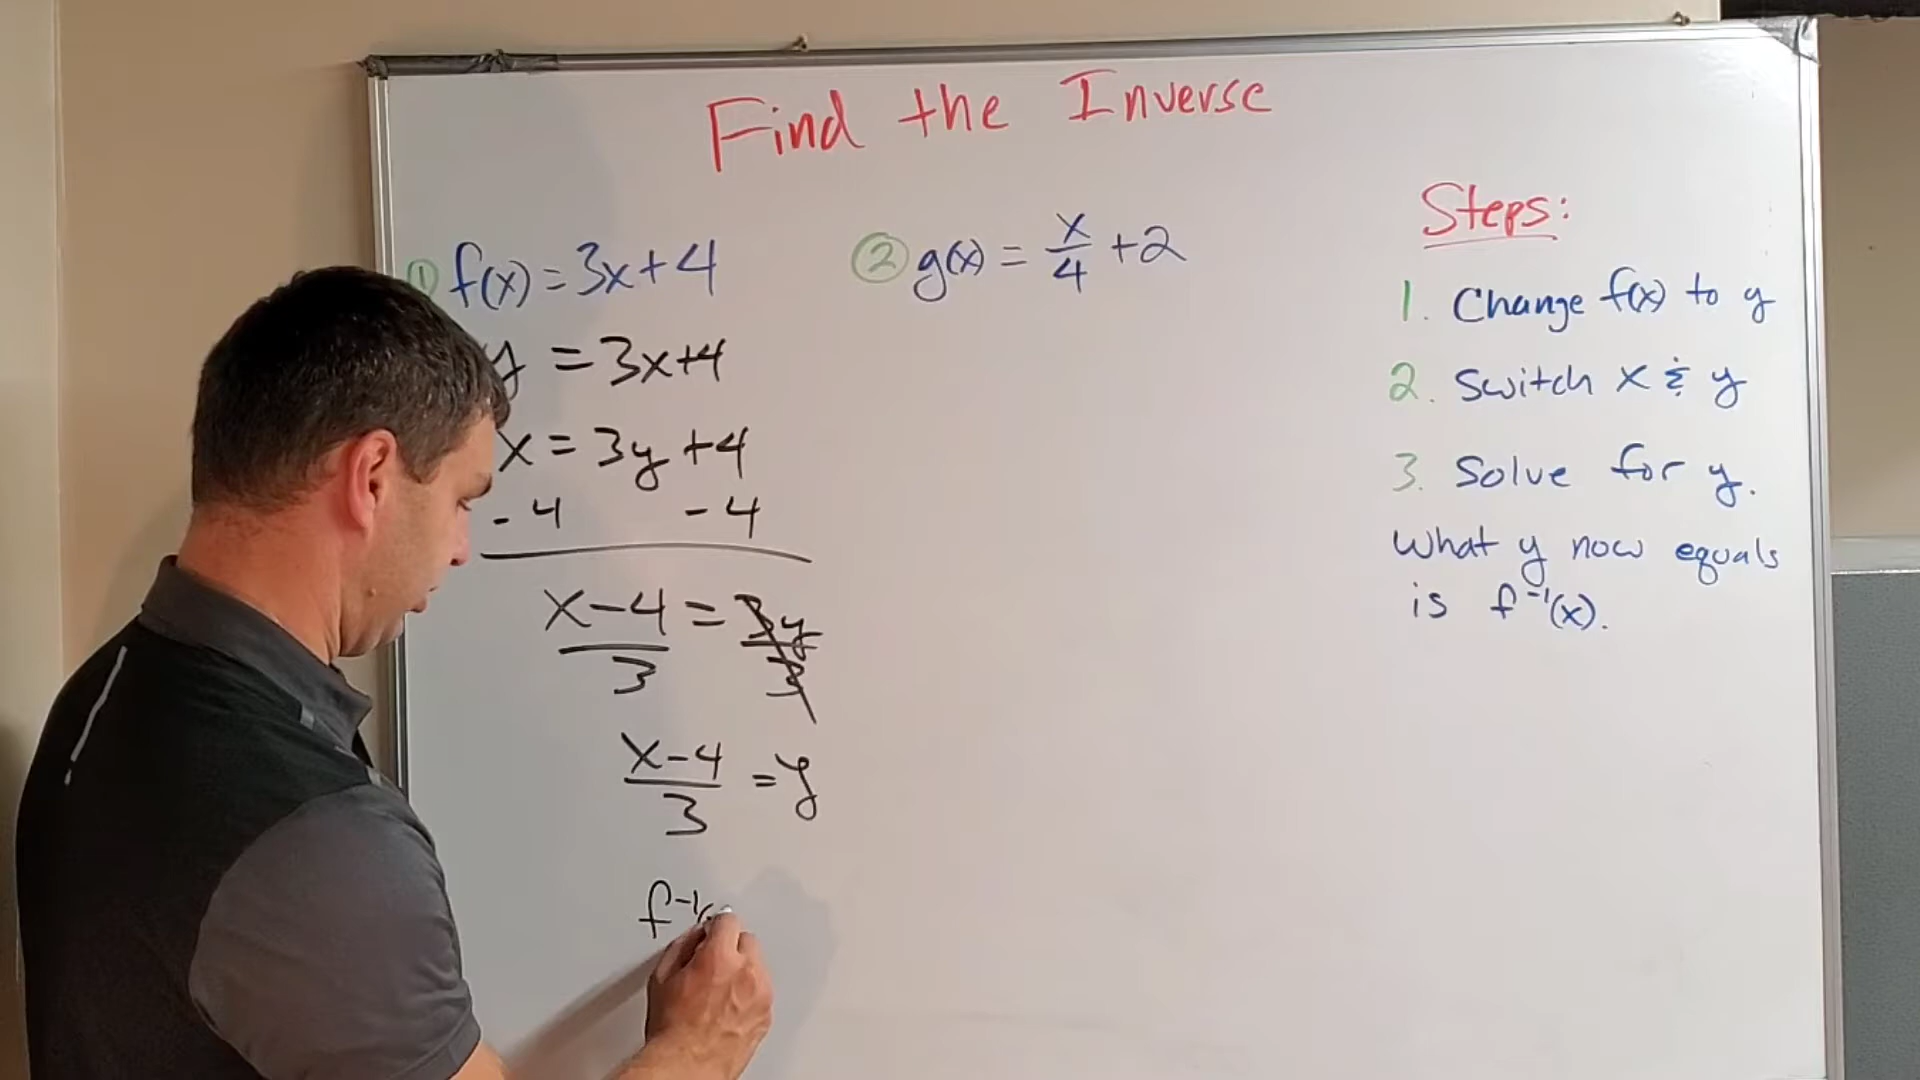 Find the Inverse
① f(x) = 3x+4
y = 3x+4
x = 3y+4
-4 -4
x-4 = 3y
3 3
x-4 = y
3
f⁻¹(
② g(x) = x/4 + 2
Steps:
1. Change f(x) to y
2. Switch x & y
3. Solve for y.
What y now equals
is f⁻¹(x).